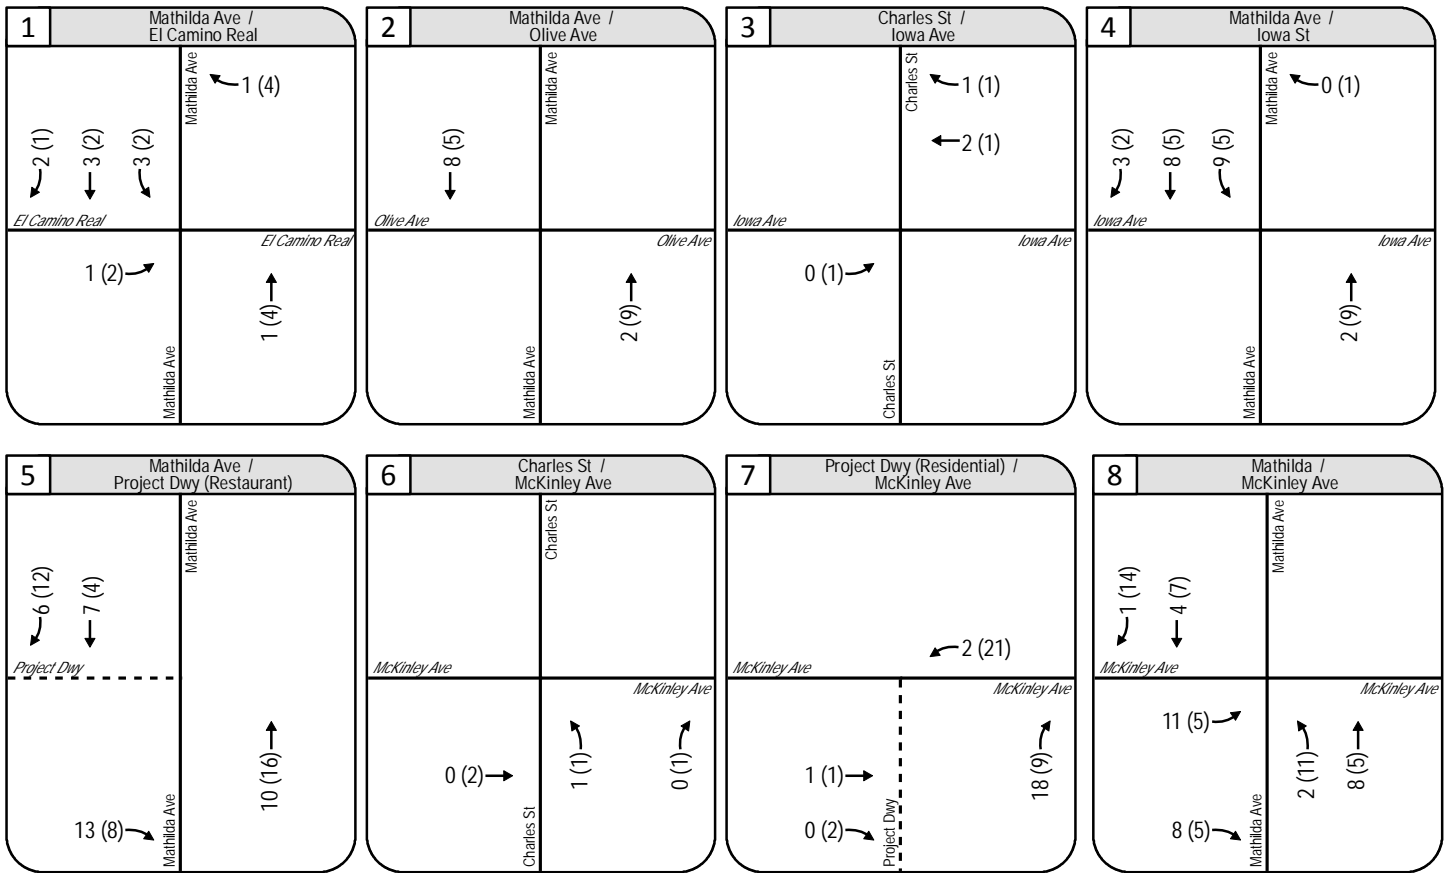 1
Mathilda Ave /
El Camino Real
Mathilda Ave
1 (4)
2 (1)
3 (2)
3 (2)
El Camino Real
El Camino Real
1 (2)
1 (4)
Mathilda Ave
2
Mathilda Ave /
Olive Ave
Mathilda Ave
8 (5)
Olive Ave
Olive Ave
2 (9)
Mathilda Ave
3
Charles St /
Iowa Ave
Charles St
1 (1)
2 (1)
Iowa Ave
Iowa Ave
0 (1)
Charles St
4
Mathilda Ave /
Iowa St
Mathilda Ave
0 (1)
3 (2)
8 (5)
9 (5)
Iowa Ave
Iowa Ave
2 (9)
Mathilda Ave
5
Mathilda Ave /
Project Dwy (Restaurant)
Mathilda Ave
6 (12)
7 (4)
Project Dwy
10 (16)
13 (8)
Mathilda Ave
6
Charles St /
McKinley Ave
Charles St
McKinley Ave
McKinley Ave
0 (2)
1 (1)
0 (1)
Charles St
7
Project Dwy (Residential) /
McKinley Ave
2 (21)
McKinley Ave
McKinley Ave
1 (1)
0 (2)
Project Dwy
18 (9)
8
Mathilda /
McKinley Ave
Mathilda Ave
1 (14)
4 (7)
McKinley Ave
McKinley Ave
11 (5)
2 (11)
8 (5)
8 (5)
Mathilda Ave